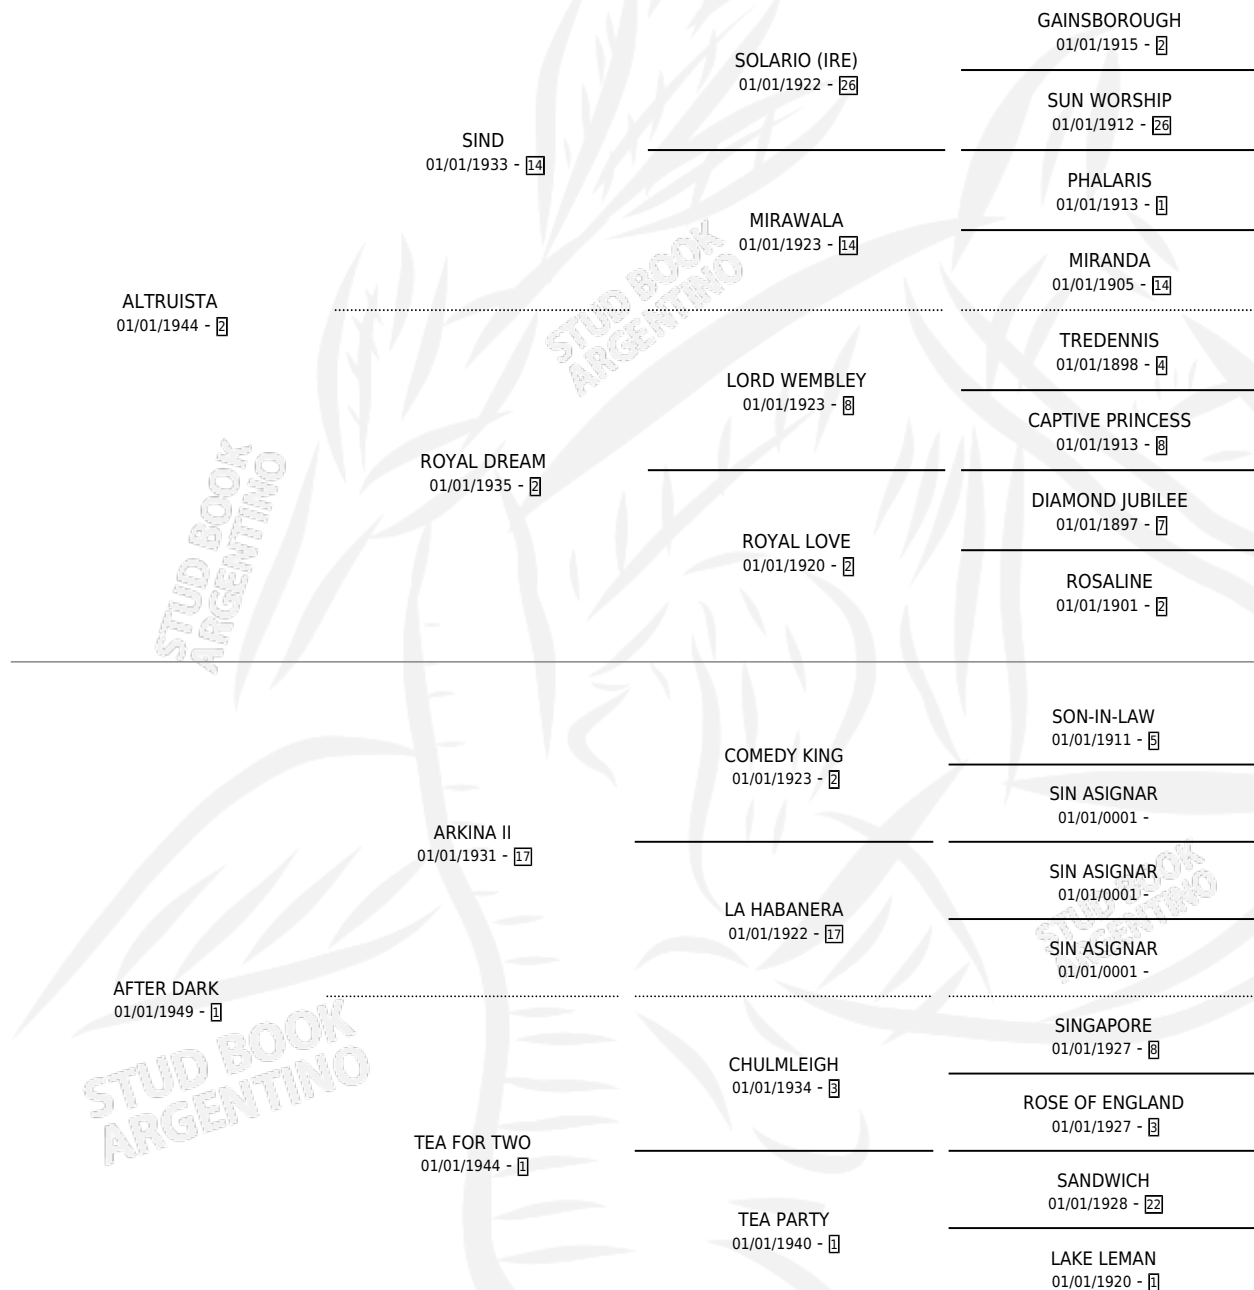 GAINSBOROUGH
01/01/1915 - 2
SOLARIO (IRE)
01/01/1922 - 26
SUN WORSHIP
01/01/1912 - 26
SIND
01/01/1933 - 14
PHALARIS
01/01/1913 - 1
MIRAWALA
01/01/1923 - 14
MIRANDA
01/01/1905 - 14
ALTRUISTA
01/01/1944 - 2
TREDENNIS
01/01/1898 - 4
LORD WEMBLEY
01/01/1923 - 8
CAPTIVE PRINCESS
01/01/1913 - 8
ROYAL DREAM
01/01/1935 - 2
DIAMOND JUBILEE
01/01/1897 - 7
ROYAL LOVE
01/01/1920 - 2
ROSALINE
01/01/1901 - 2
SON-IN-LAW
01/01/1911 - 5
COMEDY KING
01/01/1923 - 2
SIN ASIGNAR
01/01/0001 -
ARKINA II
01/01/1931 - 17
SIN ASIGNAR
01/01/0001 -
LA HABANERA
01/01/1922 - 17
SIN ASIGNAR
01/01/0001 -
AFTER DARK
01/01/1949 - 1
SINGAPORE
01/01/1927 - 8
CHULMLEIGH
01/01/1934 - 3
ROSE OF ENGLAND
01/01/1927 - 3
TEA FOR TWO
01/01/1944 - 1
SANDWICH
01/01/1928 - 22
TEA PARTY
01/01/1940 - 1
LAKE LEMAN
01/01/1920 - 1
STUD BOOK
ARGENTINO
STUD BOOK
ARGENTINO
STUD BOOK
ARGENTINO
STUD BOOK
ARGENTINO